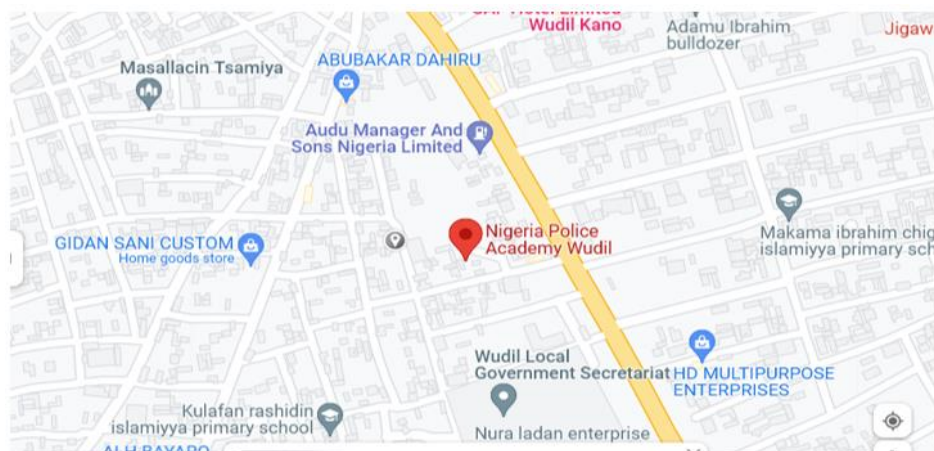 Wudil Kano
Adamu Ibrahim
bulldozer
Jigaw
Masallacin Tsamiya
ABUBAKAR DAHIRU
Audu Manager And
Sons Nigeria Limited
Nigeria Police
Academy Wudil
Makama ibrahim chig
islamiyya primary sch
GIDAN SANI CUSTOM
Home goods store
Wudil Local
Government Secretariat
HD MULTIPURPOSE
ENTERPRISES
Kulafan rashidin
islamiyya primary school
Nura ladan enterprise